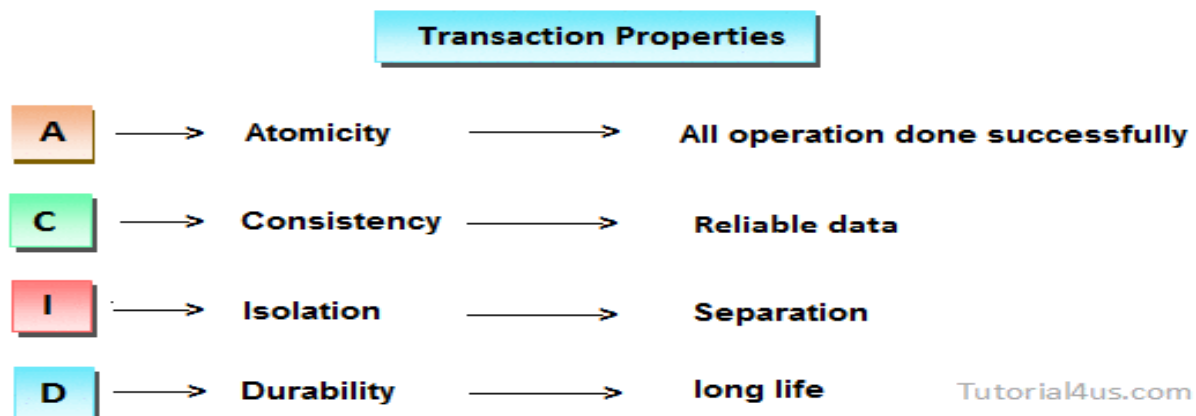 Transaction Properties
A Atomicity All operation done successfully
C Consistency Reliable data
I Isolation Separation
D Durability long life
Tutorial4us.com